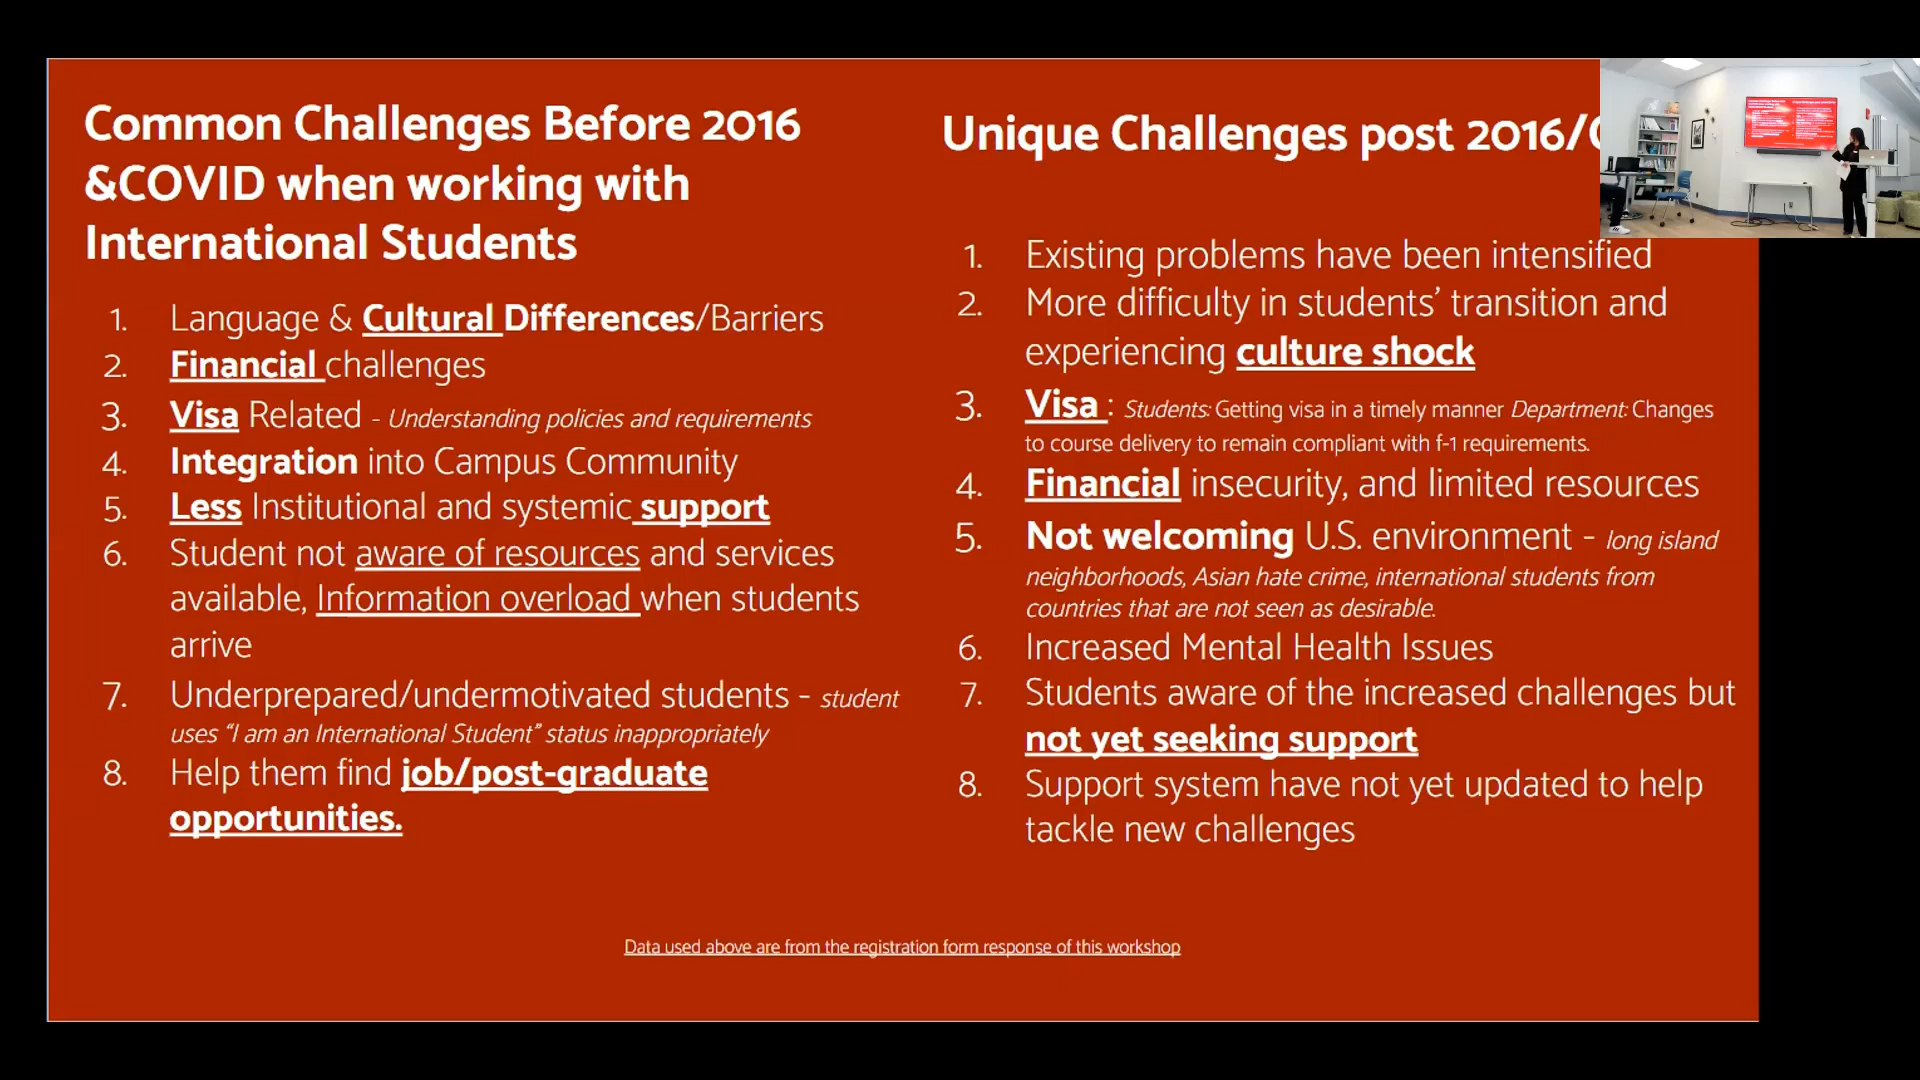 Common Challenges Before 2016
&COVID when working with
International Students
1. Language & Cultural Differences/Barriers
2. Financial challenges
3. Visa Related - Understanding policies and requirements
4. Integration into Campus Community
5. Less Institutional and systemic support
6. Student not aware of resources and services
available, Information overload when students
arrive
7. Underprepared/undermotivated students - student
uses “I am an International Student” status inappropriately
8. Help them find job/post-graduate
opportunities.
Unique Challenges post 2016/
1. Existing problems have been intensified
2. More difficulty in students’ transition and
experiencing culture shock
3. Visa : Students: Getting visa in a timely manner Department: Changes
to course delivery to remain compliant with f-1 requirements.
4. Financial insecurity, and limited resources
5. Not welcoming U.S. environment - long island
neighborhoods, Asian hate crime, international students from
countries that are not seen as desirable.
6. Increased Mental Health Issues
7. Students aware of the increased challenges but
not yet seeking support
8. Support system have not yet updated to help
tackle new challenges
Data used above are from the registration form response of this workshop